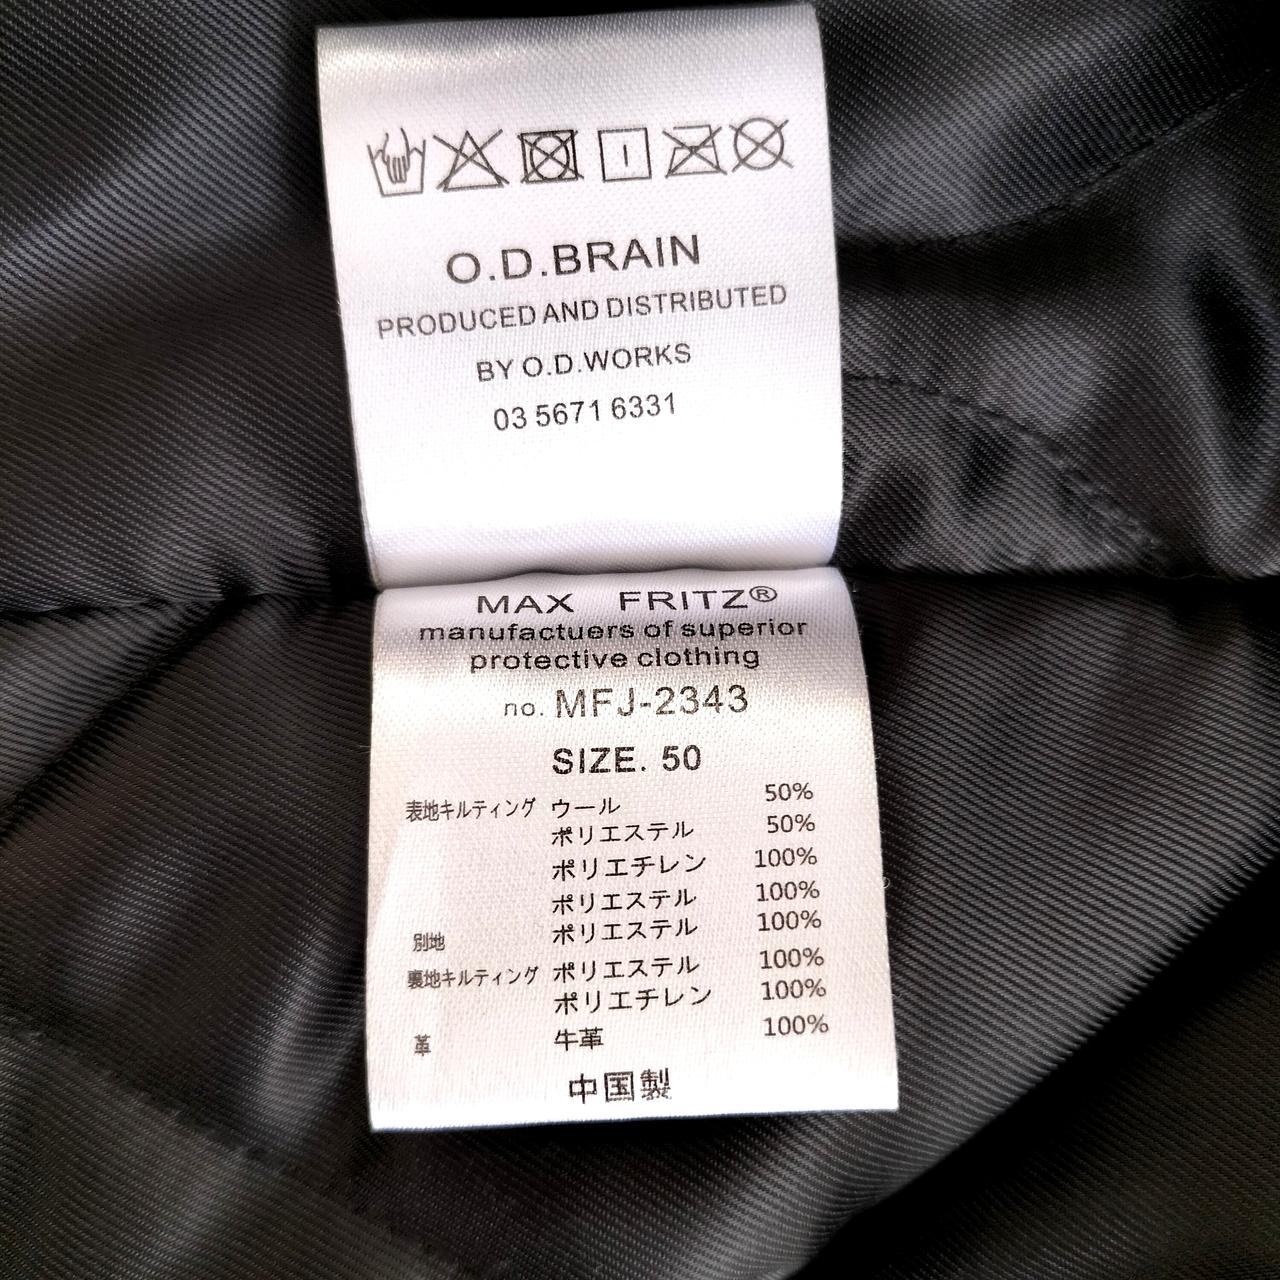 O.D.BRAIN
PRODUCED AND DISTRIBUTED
BY O.D.WORKS
03 5671 6331
MAX FRITZ®
manufactuers of superior
protective clothing
no. MFJ-2343
SIZE. 50
表地キルティング ウール 50%
ポリエステル 50%
ポリエチレン 100%
ポリエステル 100%
別地 ポリエステル 100%
裏地キルティング ポリエステル 100%
ポリエチレン 100%
革 牛革 100%
中国製